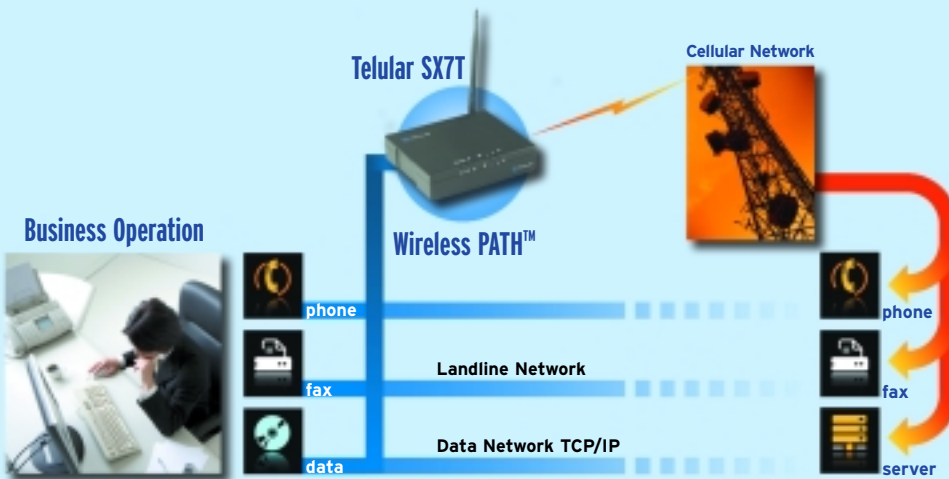 Telular SX7T
Cellular Network
Business Operation
Wireless PATH™
phone
phone
Landline Network
fax
fax
Data Network TCP/IP
data
server